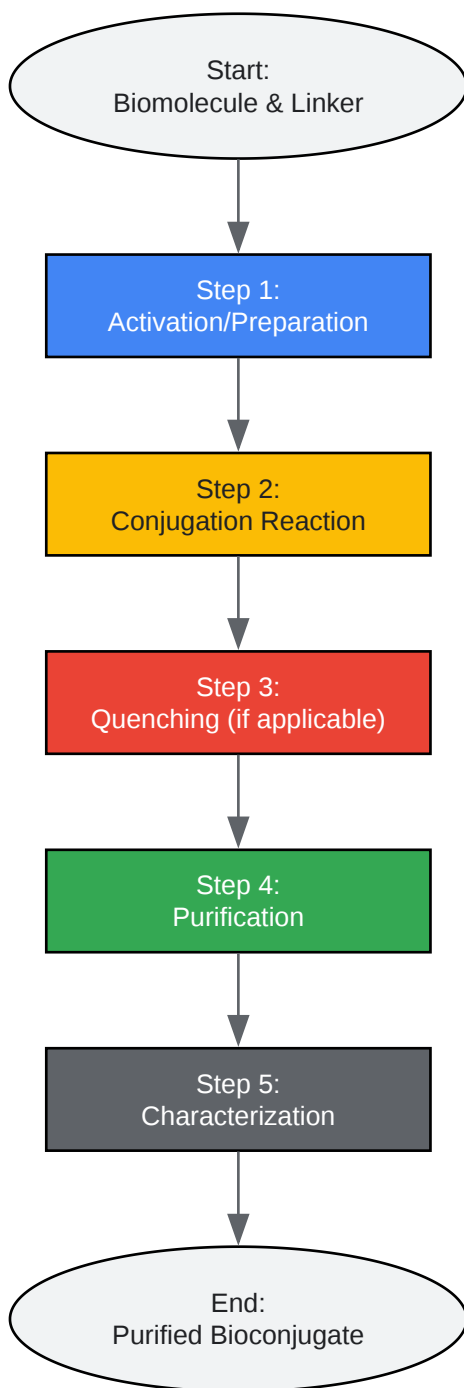 Start:
Biomolecule & Linker
Step 1:
Activation/Preparation
Step 2:
Conjugation Reaction
Step 3:
Quenching (if applicable)
Step 4:
Purification
Step 5:
Characterization
End:
Purified Bioconjugate